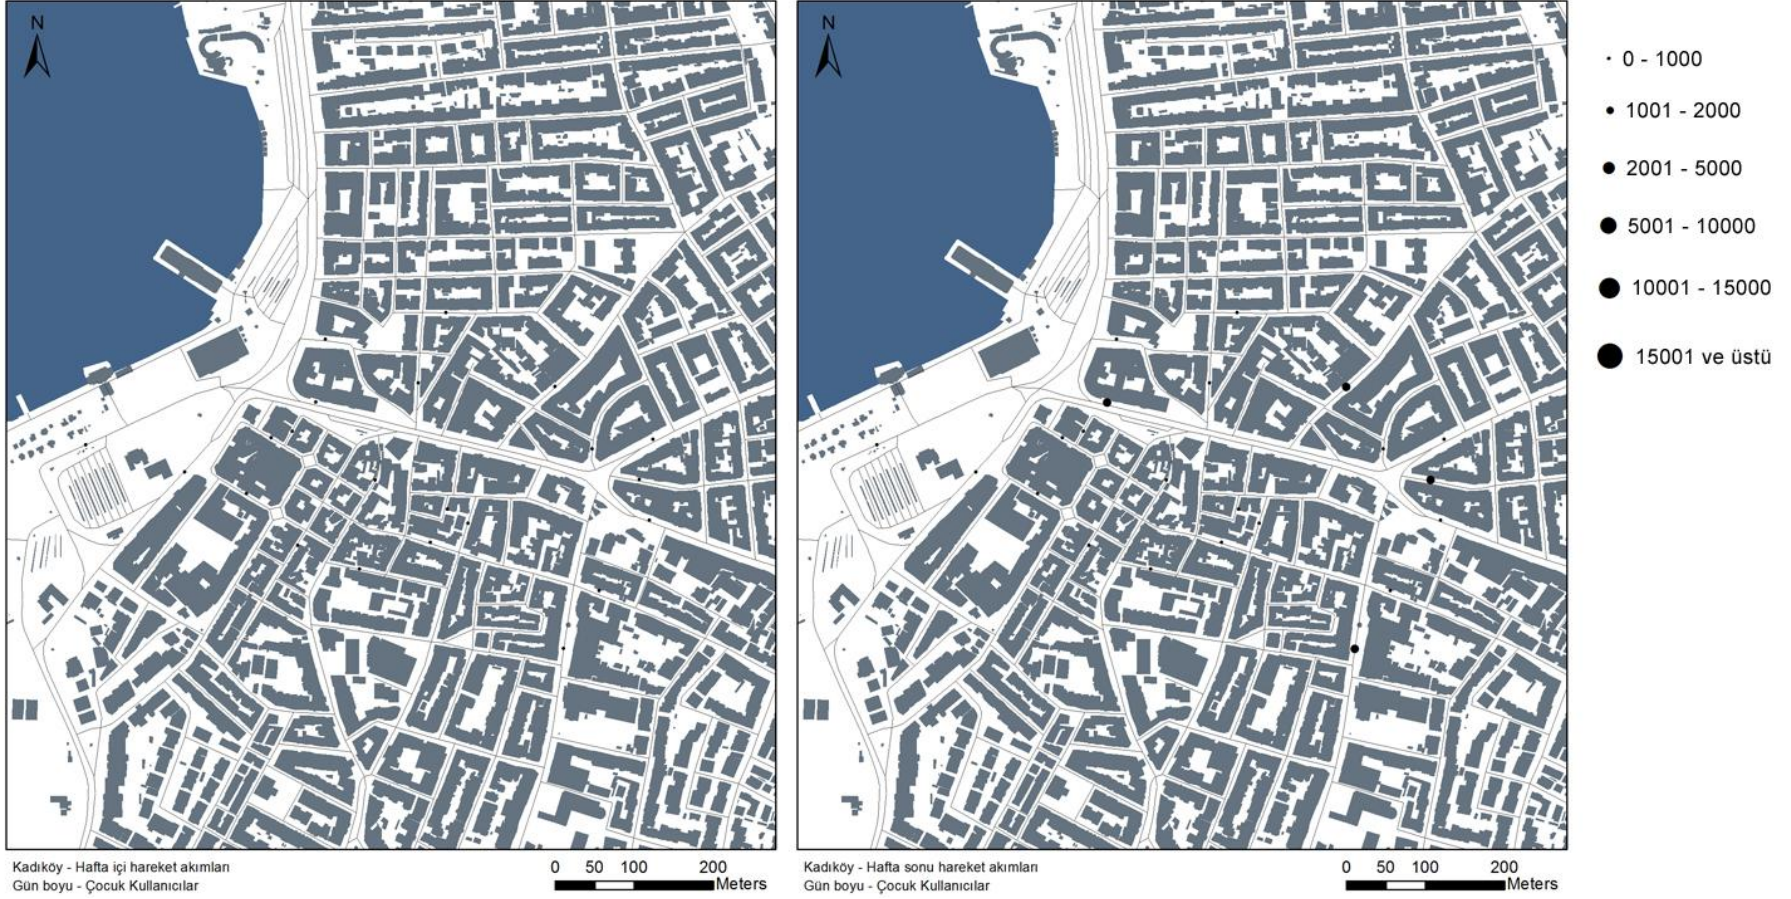 N
N
0 - 1000
1001 - 2000
2001 - 5000
5001 - 10000
10001 - 15000
15001 ve üstü
Kadıköy - Hafta içi hareket akımları
Gün boyu - Çocuk Kullanıcılar
0 50 100 200
Meters
Kadıköy - Hafta sonu hareket akımları
Gün boyu - Çocuk Kullanıcılar
0 50 100 200
Meters